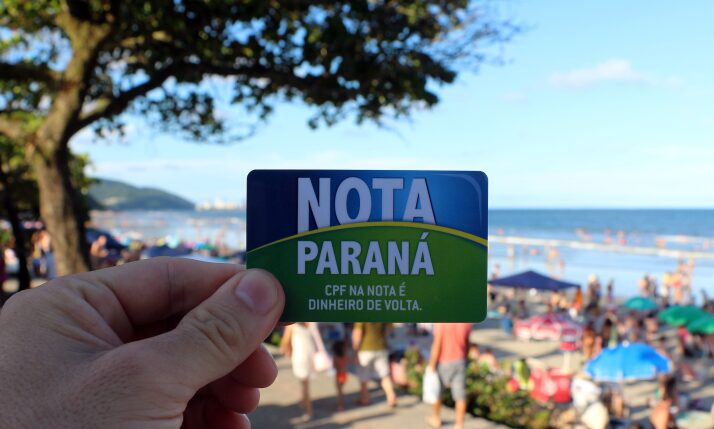 NOTA
PARANÁ
CPF NA NOTA É
DINHEIRO DE VOLTA.